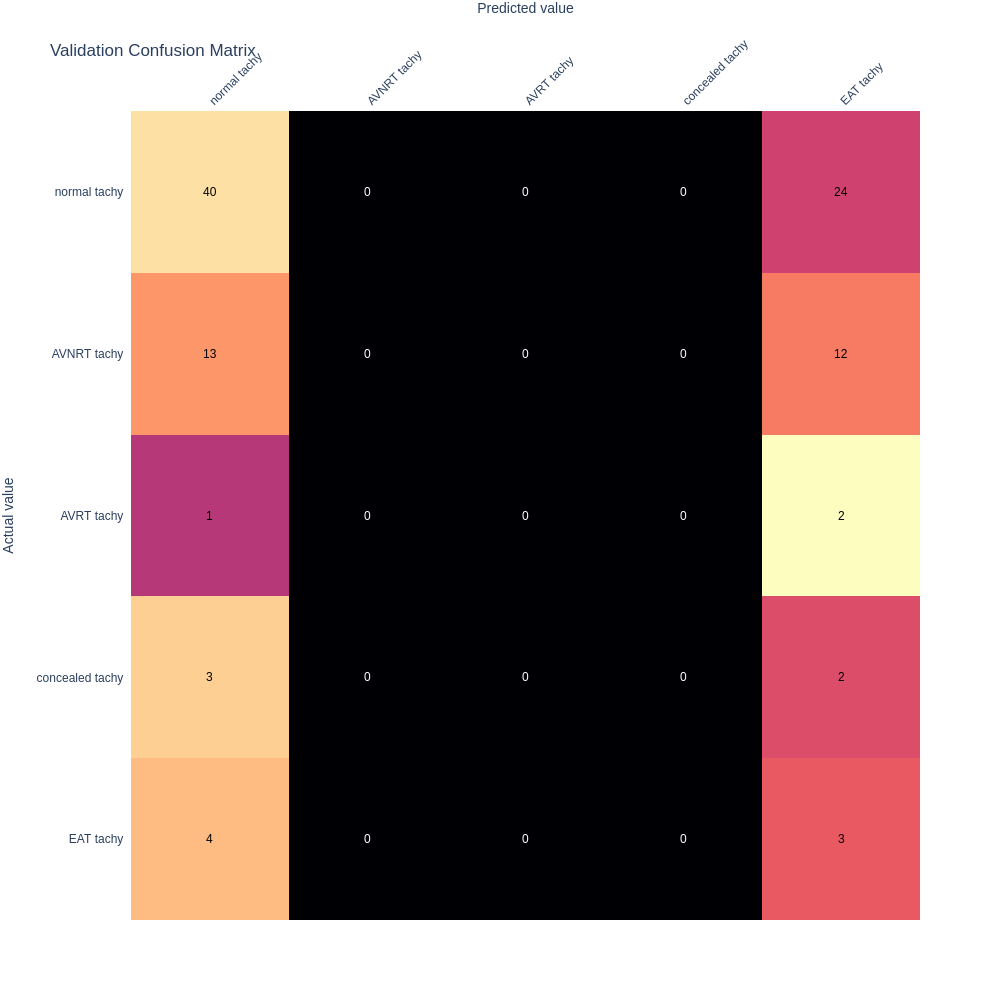 Predicted value
Validation Confusion Matrix
normal tachy AVNRT tachy AVRT tachy concealed tachy EAT tachy
normal tachy 40 0 0 0 24
AVNRT tachy 13 0 0 0 12
Actual value
AVRT tachy 1 0 0 0 2
concealed tachy 3 0 0 0 2
EAT tachy 4 0 0 0 3